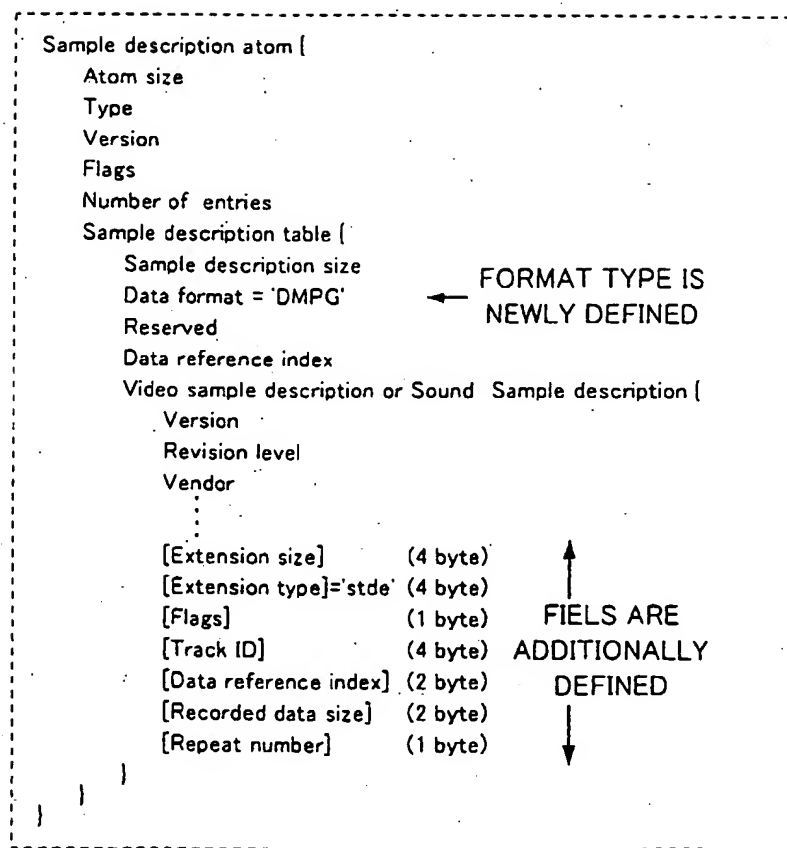 Sample description atom {
Atom size
Type
Version
Flags
Number of entries
Sample description table {
Sample description size
Data format = 'DMPG'
FORMAT TYPE IS
NEWLY DEFINED
Reserved
Data reference index
Video sample description or Sound Sample description {
Version
Revision level
Vendor
[Extension size] (4 byte)
[Extension type]='stde' (4 byte)
[Flags] (1 byte)
[Track ID] (4 byte)
[Data reference index] (2 byte)
[Recorded data size] (2 byte)
[Repeat number] (1 byte)
FIELS ARE
ADDITIONALLY
DEFINED
}
}
}